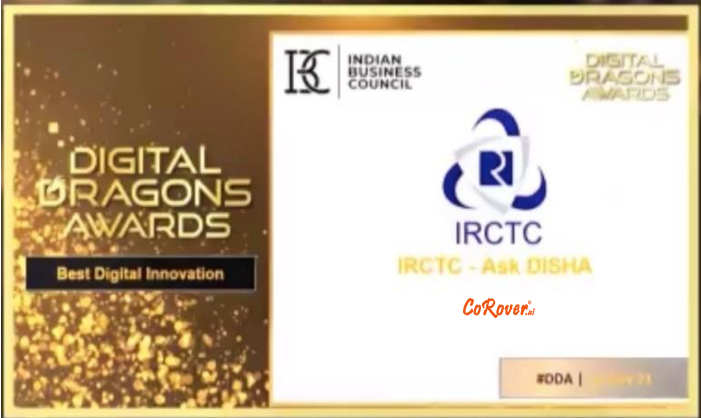 DIGITAL
DRAGONS
AWARDS
Best Digital Innovation
IBC
INDIAN
BUSINESS
COUNCIL
DIGITAL
DRAGONS
AWARDS
IRCTC
IRCTC - Ask DISHA
CoRover.ai
#DDA |